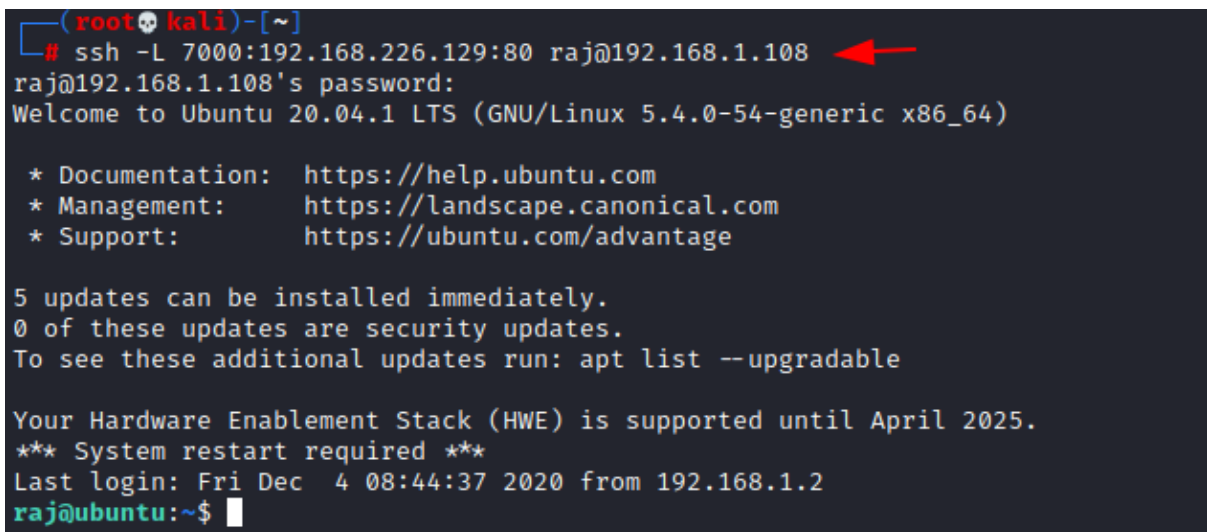 ┌──(root💀kali)-[~]
└─# ssh -L 7000:192.168.226.129:80 raj@192.168.1.108
raj@192.168.1.108's password:
Welcome to Ubuntu 20.04.1 LTS (GNU/Linux 5.4.0-54-generic x86_64)

 * Documentation:  https://help.ubuntu.com
 * Management:     https://landscape.canonical.com
 * Support:        https://ubuntu.com/advantage

5 updates can be installed immediately.
0 of these updates are security updates.
To see these additional updates run: apt list --upgradable

Your Hardware Enablement Stack (HWE) is supported until April 2025.
*** System restart required ***
Last login: Fri Dec  4 08:44:37 2020 from 192.168.1.2
raj@ubuntu:~$